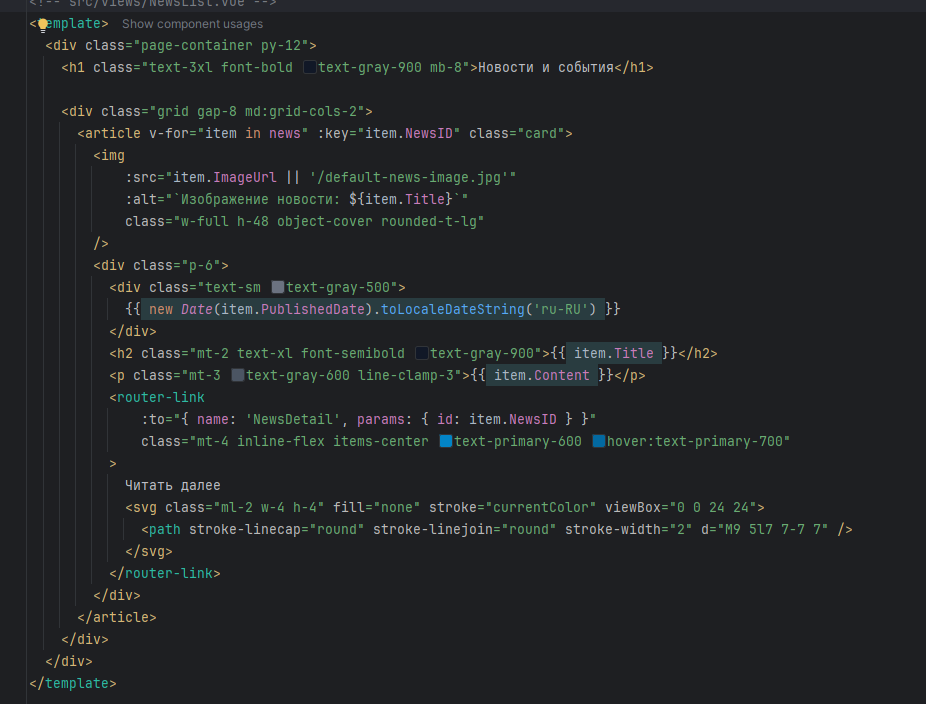 <!-- src/views/NewsList.vue -->
<template> Show component usages
<div class="page-container py-12">
<h1 class="text-3xl font-bold text-gray-900 mb-8">Новости и события</h1>
<div class="grid gap-8 md:grid-cols-2">
<article v-for="item in news" :key="item.NewsID" class="card">
<img
:src="item.ImageUrl || '/default-news-image.jpg'"
:alt="`Изображение новости: ${item.Title}`"
class="w-full h-48 object-cover rounded-t-lg"
/>
<div class="p-6">
<div class="text-sm text-gray-500">
{{ new Date(item.PublishedDate).toLocaleDateString('ru-RU') }}
</div>
<h2 class="mt-2 text-xl font-semibold text-gray-900">{{ item.Title }}</h2>
<p class="mt-3 text-gray-600 line-clamp-3">{{ item.Content }}</p>
<router-link
:to="{ name: 'NewsDetail', params: { id: item.NewsID } }"
class="mt-4 inline-flex items-center text-primary-600 hover:text-primary-700"
>
Читать далее
<svg class="ml-2 w-4 h-4" fill="none" stroke="currentColor" viewBox="0 0 24 24">
<path stroke-linecap="round" stroke-linejoin="round" stroke-width="2" d="M9 5l7 7-7 7" />
</svg>
</router-link>
</div>
</article>
</div>
</div>
</template>